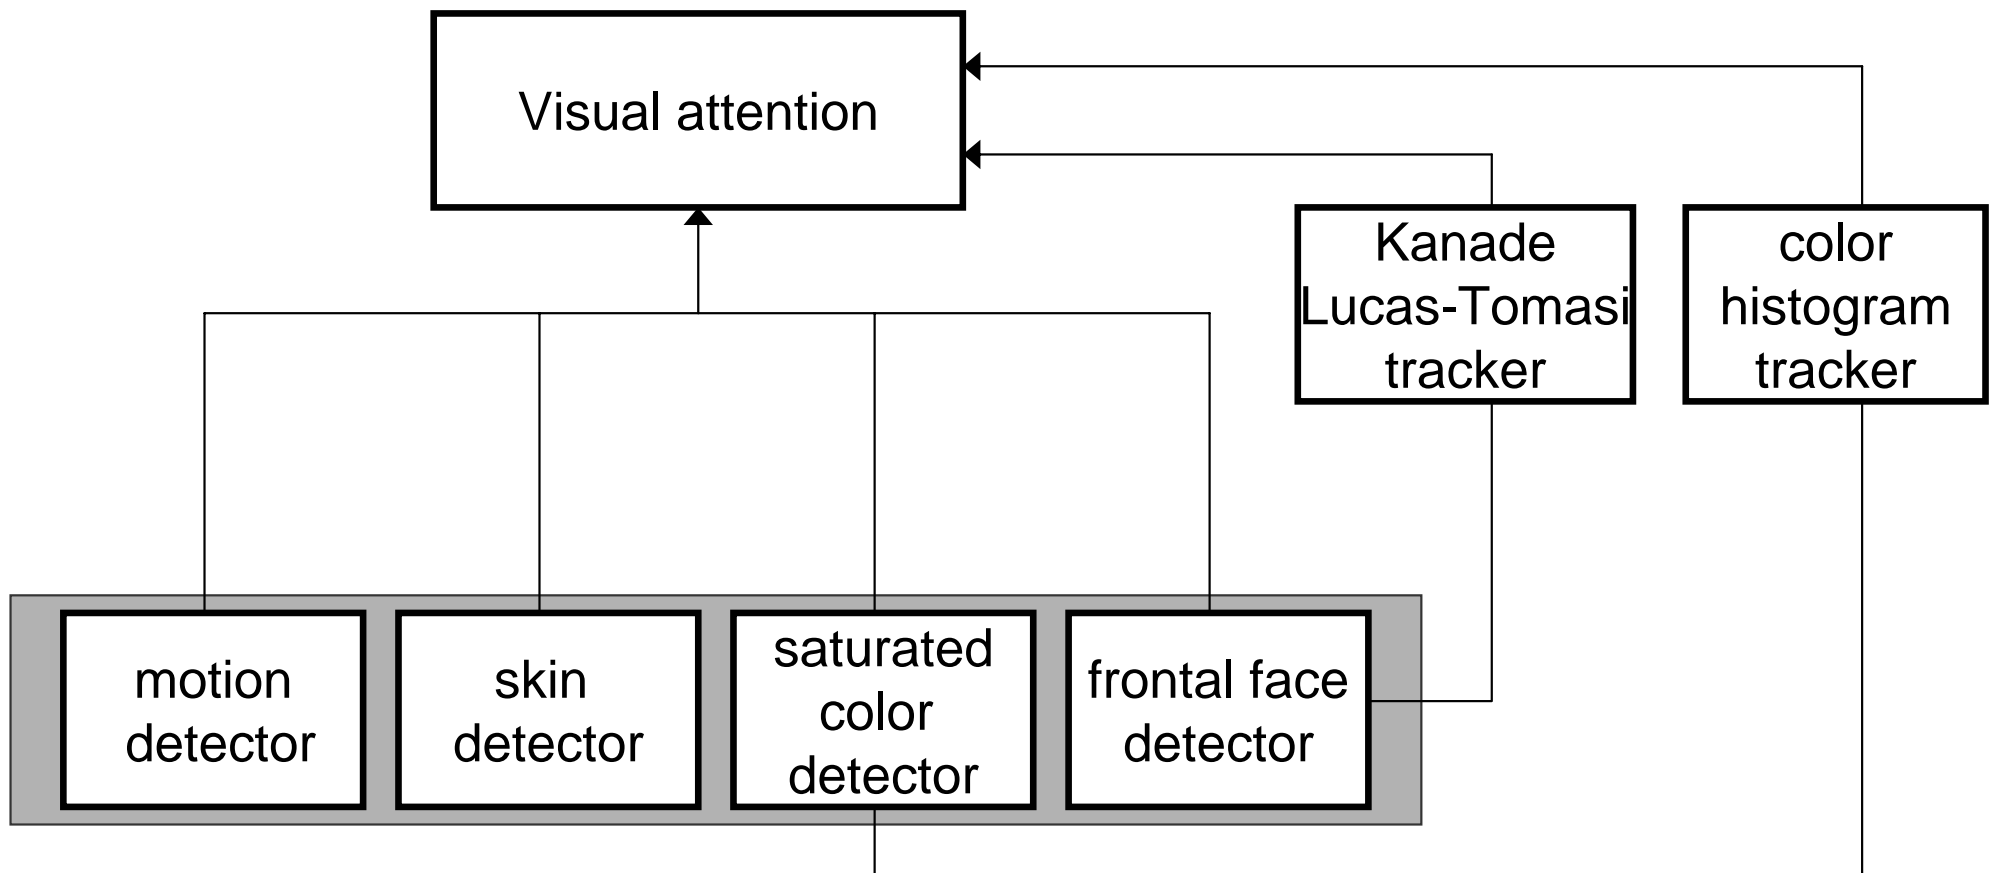 Visual attention
Kanade
Lucas-Tomasi
tracker
color
histogram
tracker
motion
detector
skin
detector
saturated
color
detector
frontal face
detector